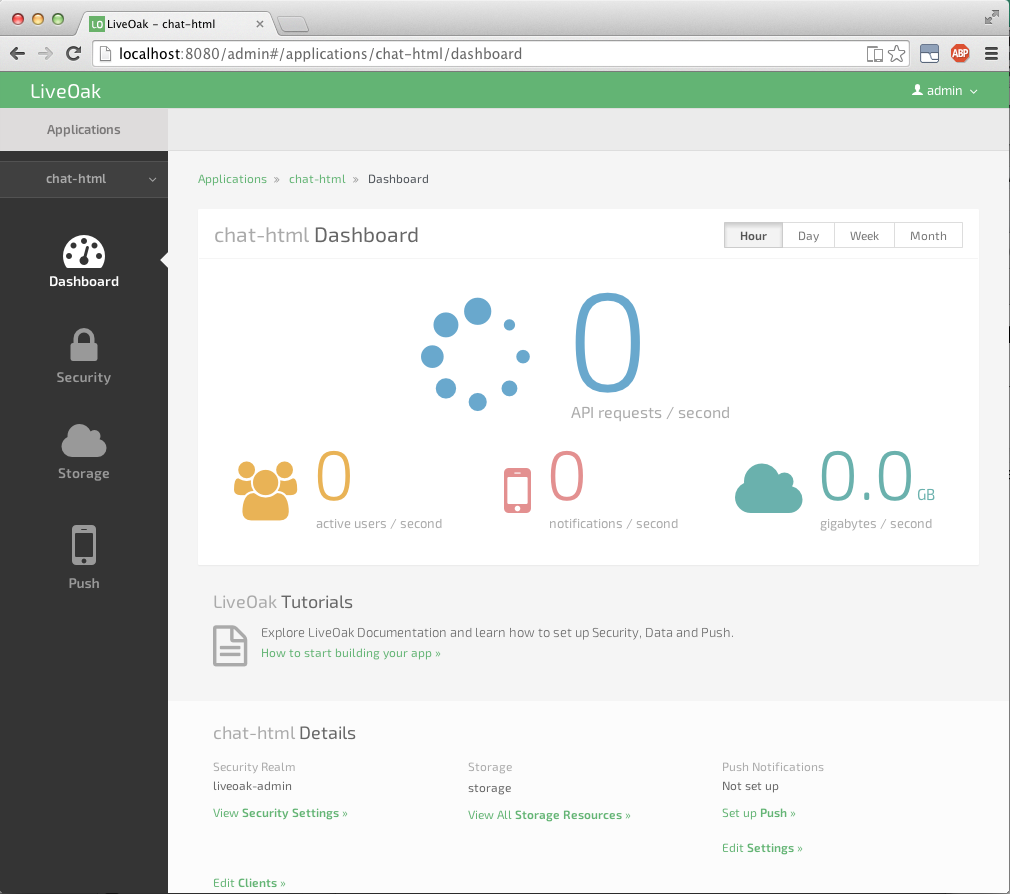 LO LiveOak – chat-html
localhost:8080/admin#/applications/chat-html/dashboard
ABP
LiveOak
admin
Applications
chat-html
Applications » chat-html » Dashboard
Dashboard
Security
Storage
Push
chat-html Dashboard
Hour Day Week Month
0
API requests / second
0
active users / second
0
notifications / second
0.0 GB
gigabytes / second
LiveOak Tutorials
Explore LiveOak Documentation and learn how to set up Security, Data and Push.
How to start building your app »
chat-html Details
Security Realm
liveoak-admin
View Security Settings »
Storage
storage
View All Storage Resources »
Push Notifications
Not set up
Set up Push »
Edit Settings »
Edit Clients »